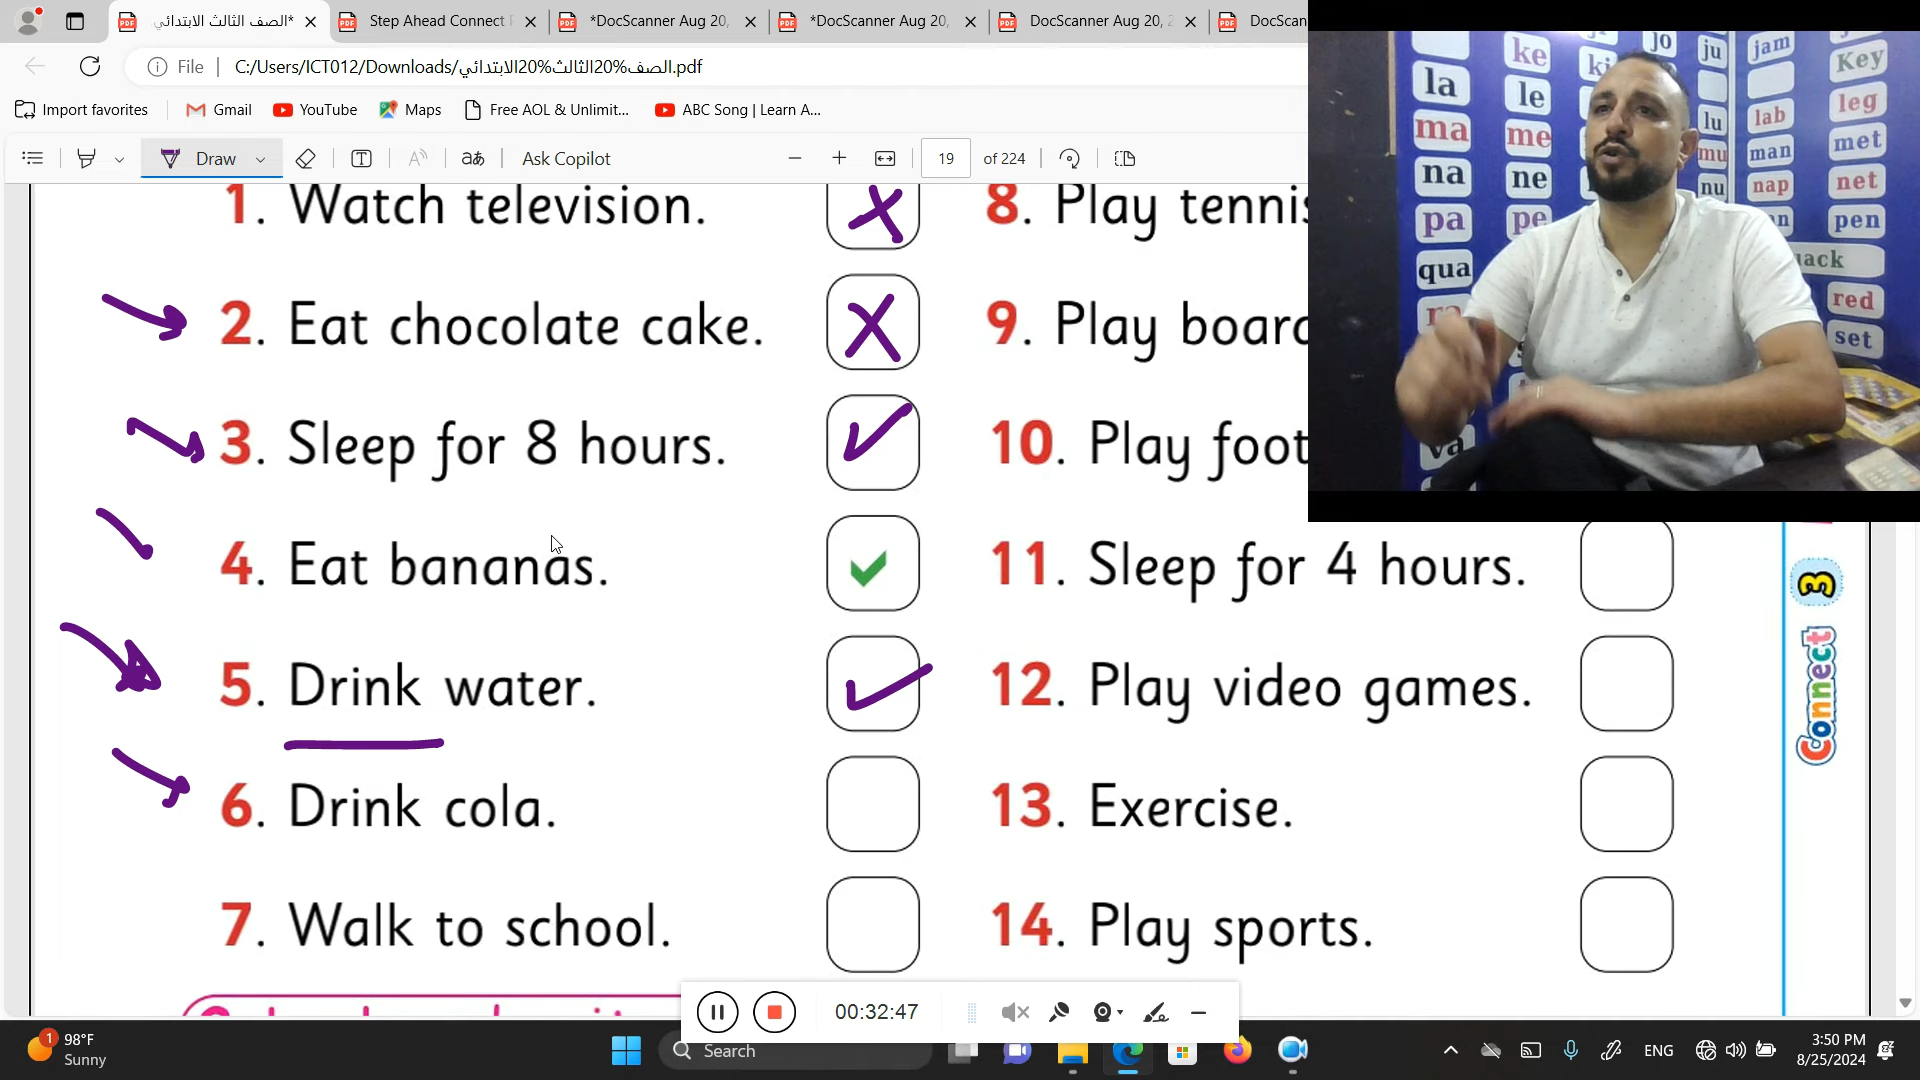 *الصف الثالث الابتدائي
Step Ahead Connect
*DocScanner Aug 20,
*DocScanner Aug 20,
DocScanner Aug 20, 2
DocScan
File
C:/Users/ICT012/Downloads/الصف%20الثالث%20الابتدائي.pdf
Import favorites
Gmail
YouTube
Maps
Free AOL & Unlimit...
ABC Song | Learn A...
Draw
aあ
Ask Copilot
19
of 224
1. Watch television.
8. Play tennis
2. Eat chocolate cake.
9. Play board
3. Sleep for 8 hours.
10. Play foot
4. Eat bananas.
11. Sleep for 4 hours.
5. Drink water.
12. Play video games.
6. Drink cola.
13. Exercise.
7. Walk to school.
14. Play sports.
Connect 3
ke
jo
ju
jam
Key
la
le
ki
lu
lab
leg
ma
me
mu
man
met
na
ne
nu
nap
net
pa
pe
pen
qua
red
set
va
00:32:47
1
98°F
Sunny
Search
ENG
3:50 PM
8/25/2024